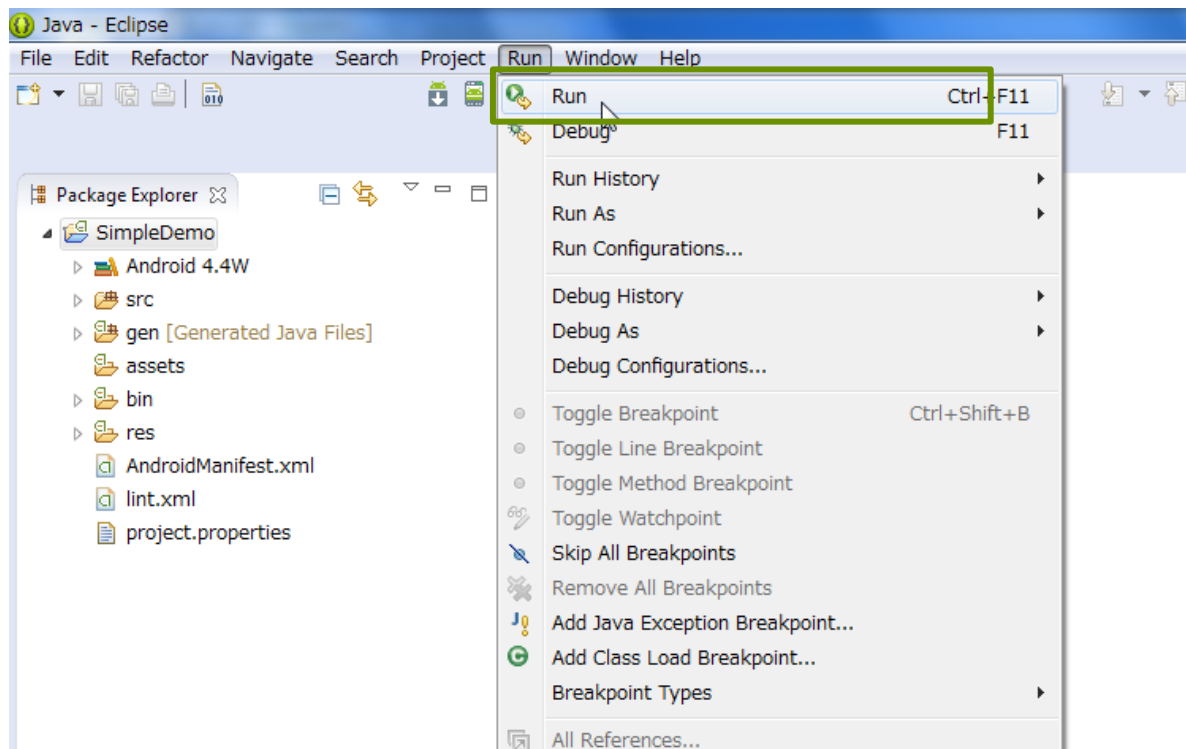 Java - Eclipse
File Edit Refactor Navigate Search Project Run Window Help
010
Run Ctrl+F11
Debug F11
Package Explorer
SimpleDemo
Android 4.4W
src
gen [Generated Java Files]
assets
bin
res
AndroidManifest.xml
lint.xml
project.properties
Run History
Run As
Run Configurations...
Debug History
Debug As
Debug Configurations...
Toggle Breakpoint Ctrl+Shift+B
Toggle Line Breakpoint
Toggle Method Breakpoint
Toggle Watchpoint
Skip All Breakpoints
Remove All Breakpoints
Add Java Exception Breakpoint...
Add Class Load Breakpoint...
Breakpoint Types
All References...